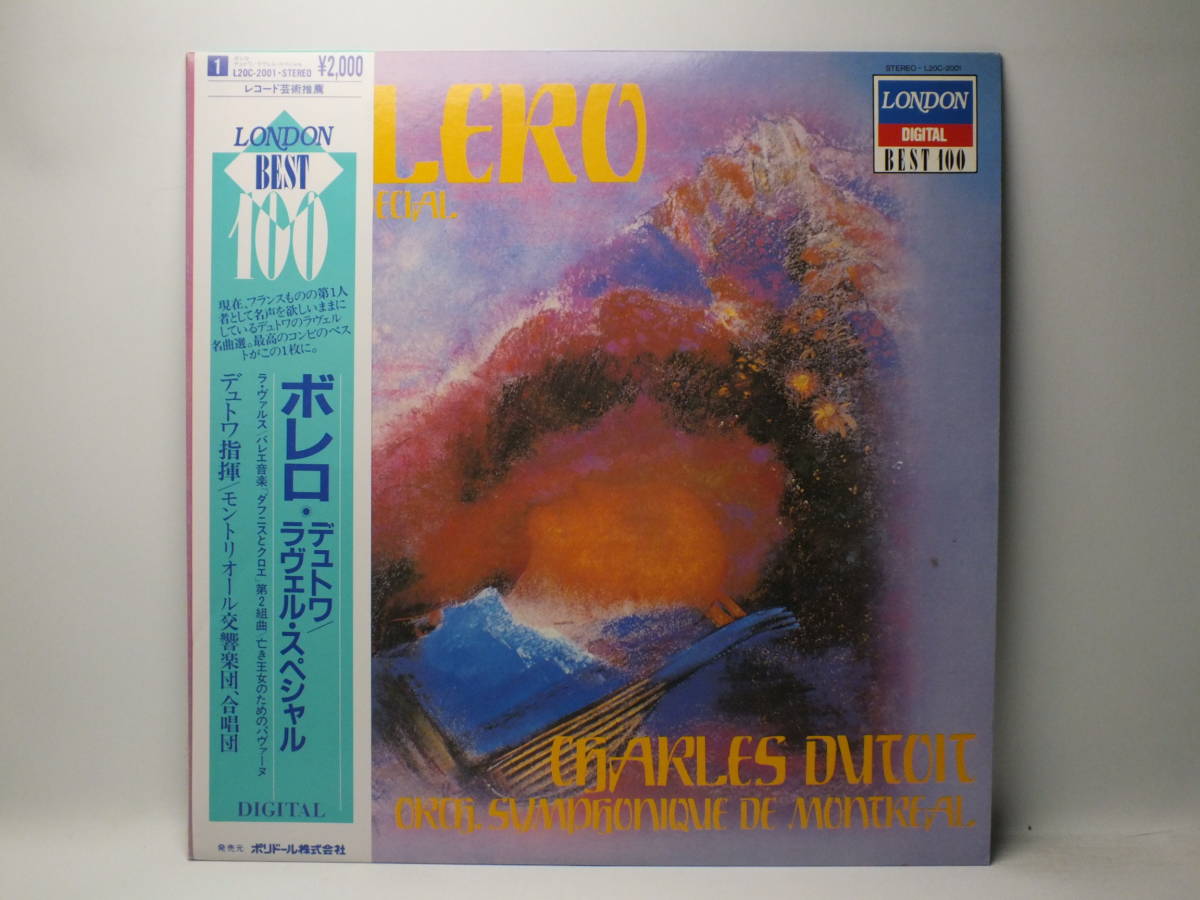 1
L20C-2001・STEREO
¥2,000
レコード芸術推薦
LONDON
BEST
100
現在、フランスものの第1人
者として名声を欲しいままに
しているデュトワのラヴェル
名曲選。最高のコンビのベス
トがこの1枚に。
ボレロ・デュトワ/
ラヴェル・スペシャル
ラ・ヴァルス/バレエ音楽「ダフニスとクロエ」第2組曲/亡き王女のためのパヴァーヌ
デュトワ指揮/モントリオール交響楽団、合唱団
DIGITAL
発売元 ポリドール株式会社
LERO
ECIAL
STEREO-L20C-2001
LONDON
DIGITAL
BEST 100
CHARLES DUTOIT
ORCH. SYMPHONIQUE DE MONTREAL